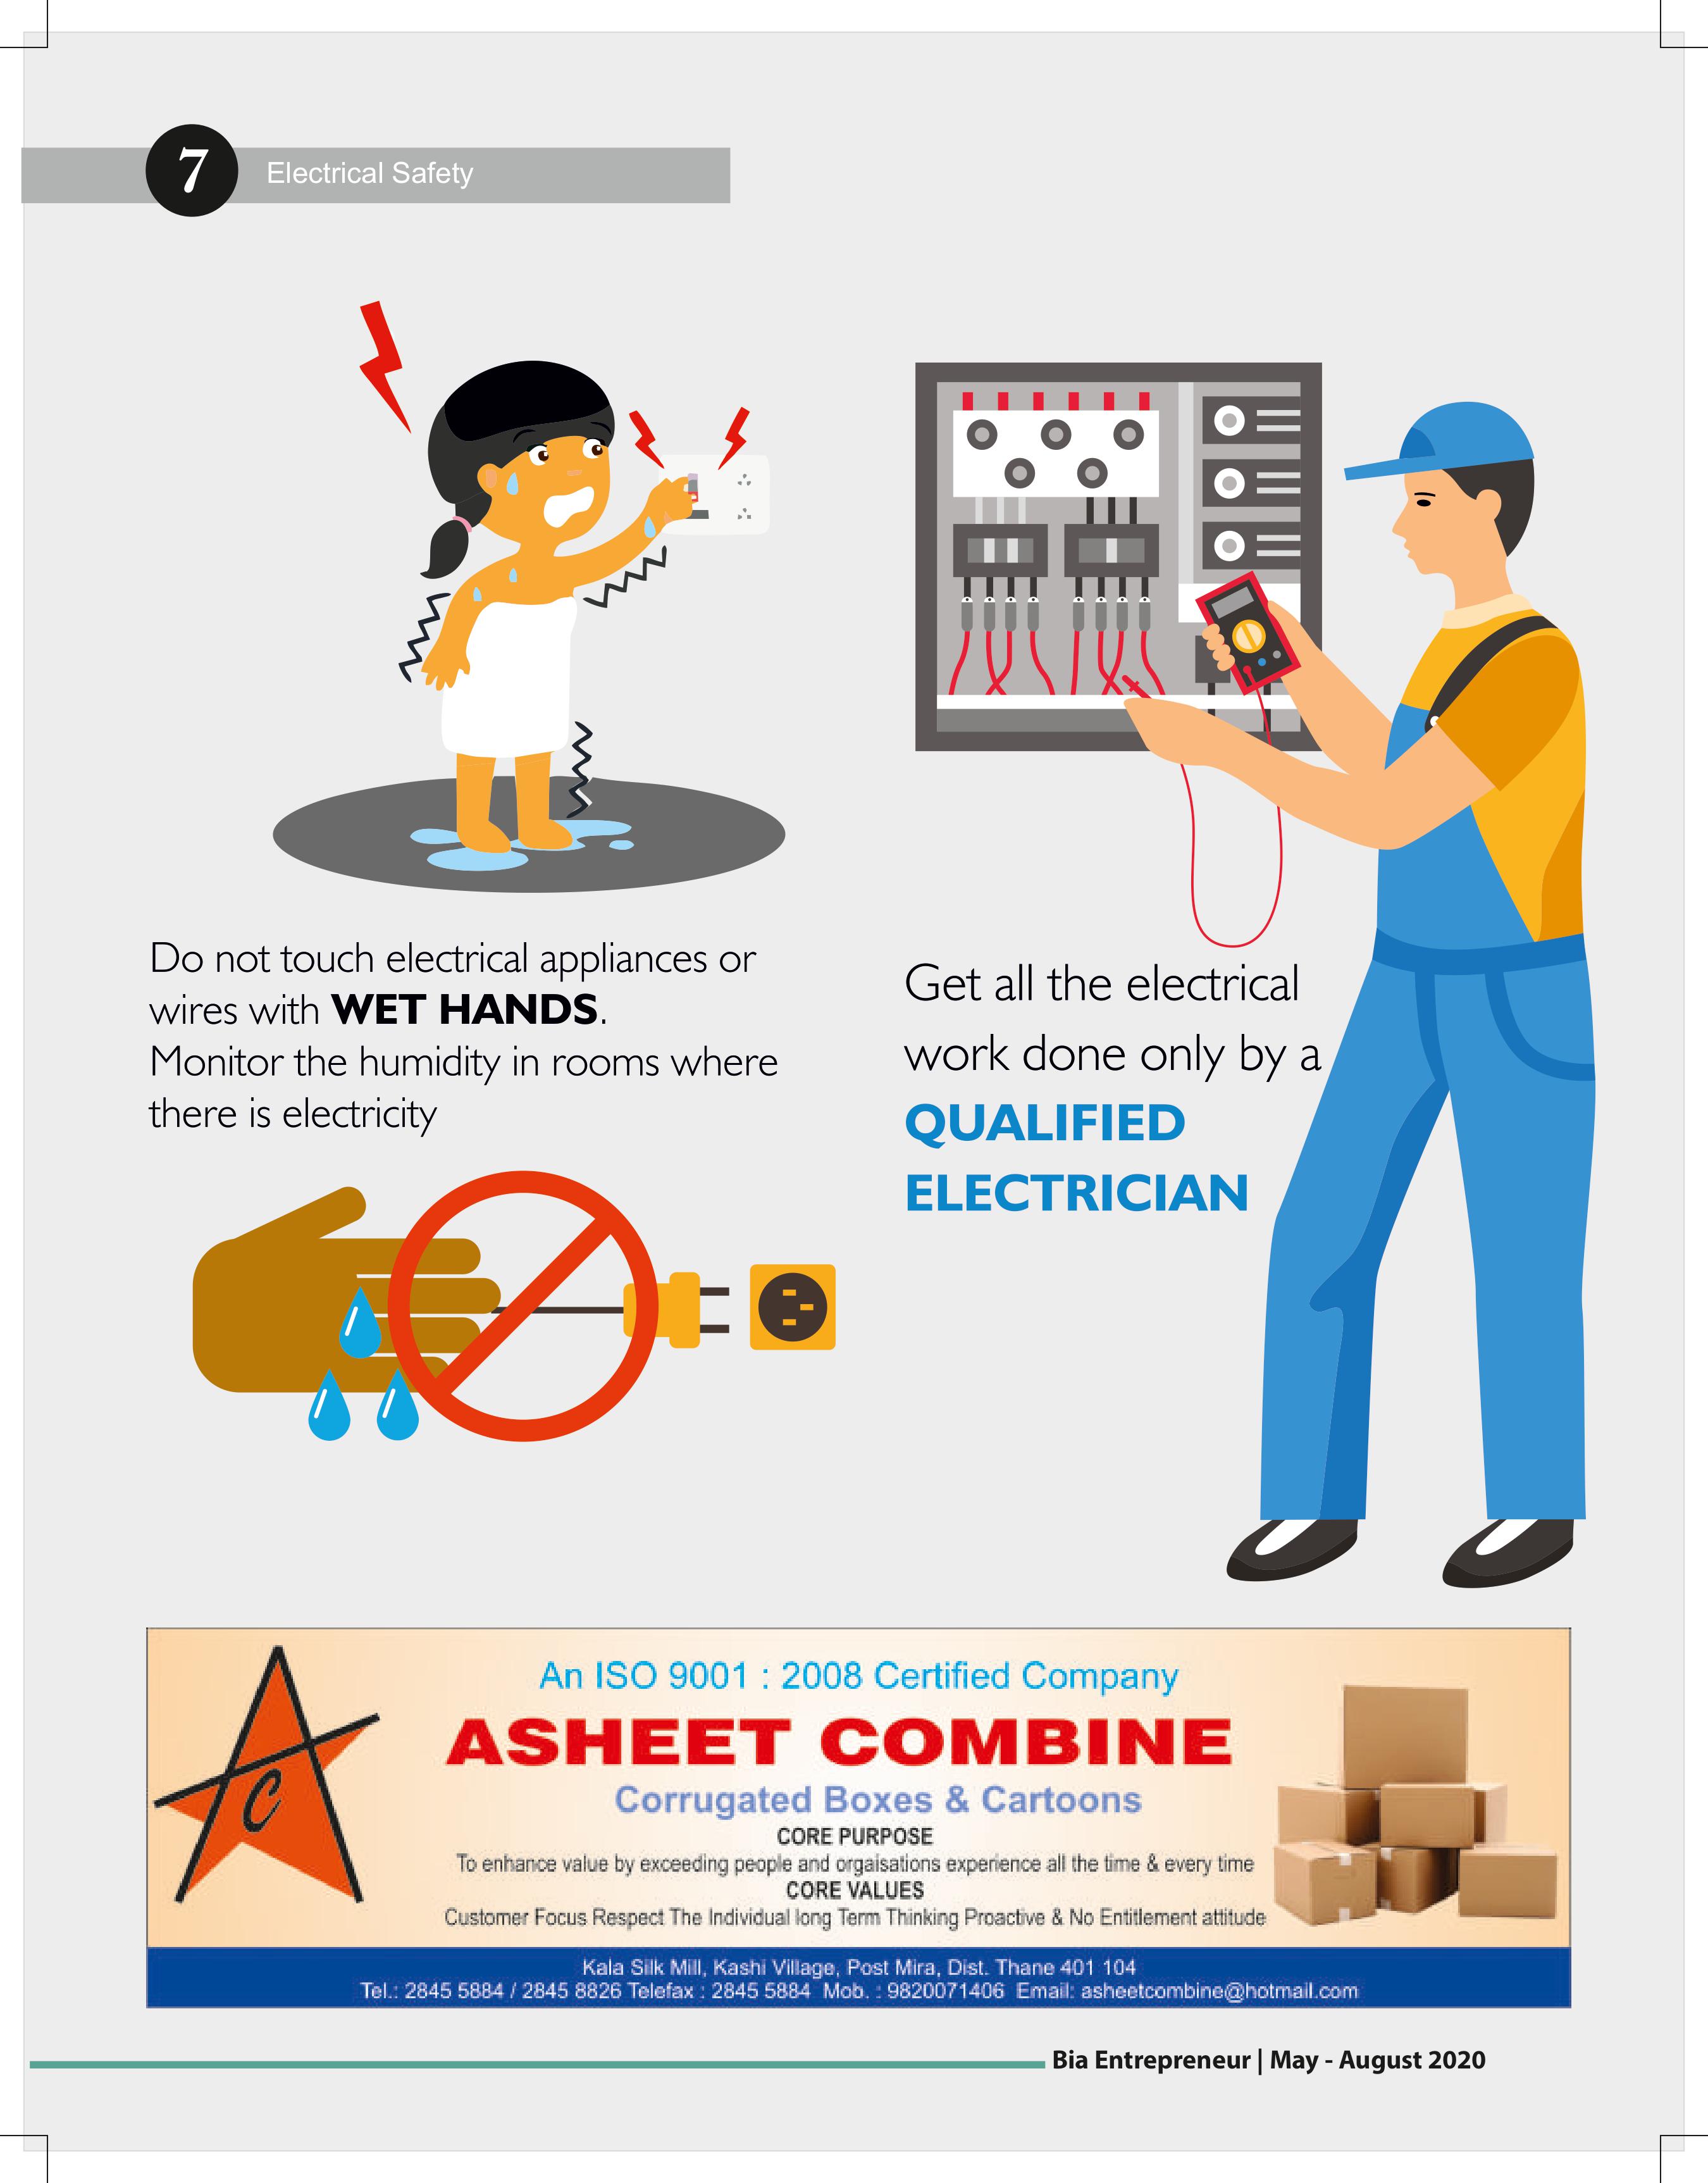 7
Electrical Safety
Do not touch electrical appliances or
wires with WET HANDS.
Monitor the humidity in rooms where
there is electricity
Get all the electrical
work done only by a
QUALIFIED
ELECTRICIAN
C
An ISO 9001 : 2008 Certified Company
ASHEET COMBINE
Corrugated Boxes & Cartoons
CORE PURPOSE
To enhance value by exceeding people and orgaisations experience all the time & every time
CORE VALUES
Customer Focus Respect The Individual long Term Thinking Proactive & No Entitlement attitude
Kala Silk Mill, Kashi Village, Post Mira, Dist. Thane 401 104
Tel.: 2845 5884 / 2845 8826 Telefax : 2845 5884 Mob. : 9820071406 Email: asheetcombine@hotmail.com
Bia Entrepreneur | May - August 2020